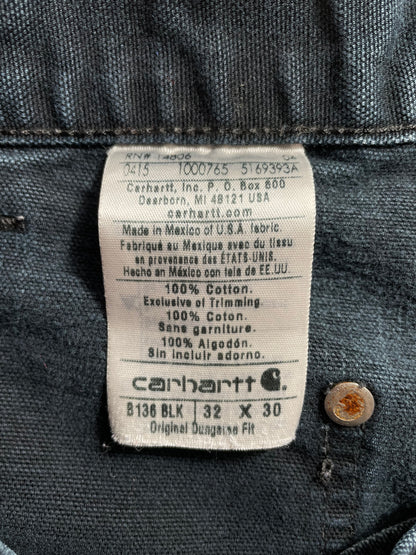 RN# 14806 CA
0415 1000765 5169393A
Carhartt, Inc. P. O. Box 600
Dearborn, MI 48121 USA
carhartt.com
Made in Mexico of U.S.A. fabric.
Fabriqué au Mexique avec du tissu
en provenance des ÉTATS-UNIS.
Hecho en México con tela de EE.UU.
100% Cotton.
Exclusive of Trimming.
100% Coton.
Sans garniture.
100% Algodón.
Sin incluir adorno.
carhartt
B136 BLK 32 X 30
Original Dungaree Fit